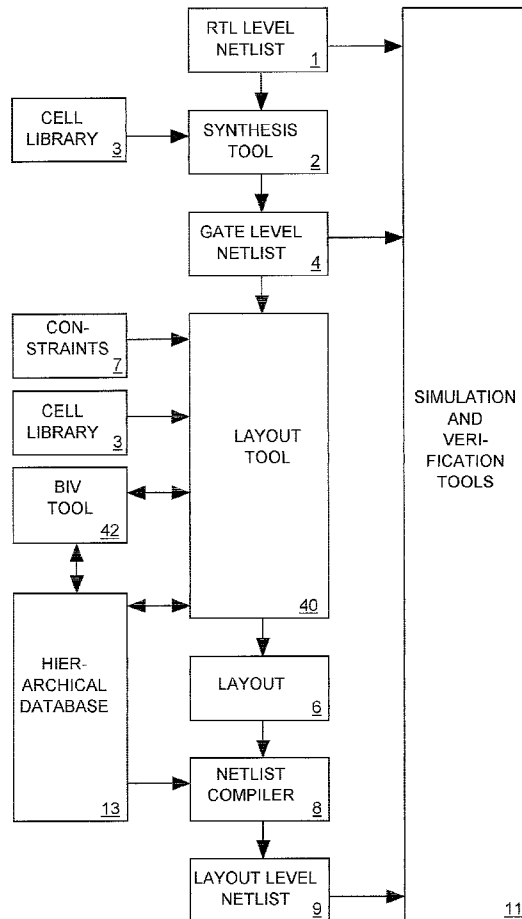 RTL LEVEL
NETLIST
1
CELL
LIBRARY
3
SYNTHESIS
TOOL
2
GATE LEVEL
NETLIST
4
CON-
STRAINTS
7
CELL
LIBRARY
3
BIV
TOOL
42
LAYOUT
TOOL
40
SIMULATION
AND
VERI-
FICATION
TOOLS
11
HIER-
ARCHICAL
DATABASE
13
LAYOUT
6
NETLIST
COMPILER
8
LAYOUT LEVEL
NETLIST
9